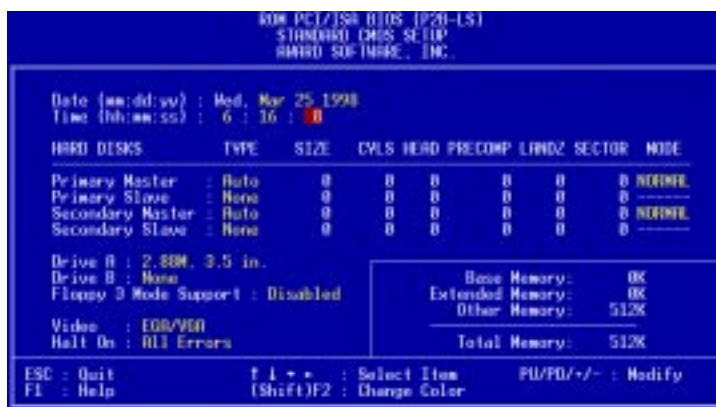 ROM PCI/ISA BIOS (P2B-LS)
STANDARD CMOS SETUP
AWARD SOFTWARE, INC.
Date (mm:dd:yy) : Wed, Mar 25 1998
Time (hh:mm:ss) : 6 : 16 : 8
HARD DISKS TYPE SIZE CYLS HEAD PRECOMP LANDZ SECTOR MODE
Primary Master : Auto 0 0 0 0 0 0 NORMAL
Primary Slave : None 0 0 0 0 0 0 ------
Secondary Master : Auto 0 0 0 0 0 0 NORMAL
Secondary Slave : None 0 0 0 0 0 0 ------
Drive A : 2.88M, 3.5 in.
Drive B : None
Floppy 3 Mode Support : Disabled
Video : EGA/VGA
Halt On : All Errors
Base Memory: 0K
Extended Memory: 0K
Other Memory: 512K
Total Memory: 512K
ESC : Quit ↑ ↓ → ← : Select Item PU/PD/+/- : Modify
F1 : Help (Shift)F2 : Change Color